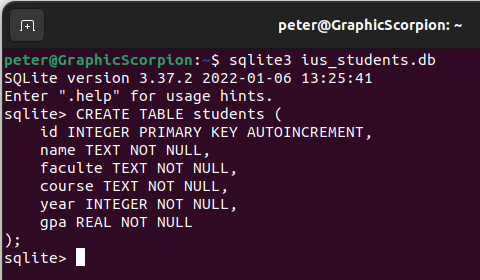 peter@GraphicScorpion: ~
peter@GraphicScorpion:~$ sqlite3 ius_students.db
SQLite version 3.37.2 2022-01-06 13:25:41
Enter ".help" for usage hints.
sqlite> CREATE TABLE students (
    id INTEGER PRIMARY KEY AUTOINCREMENT,
    name TEXT NOT NULL,
    faculte TEXT NOT NULL,
    course TEXT NOT NULL,
    year INTEGER NOT NULL,
    gpa REAL NOT NULL
);
sqlite>